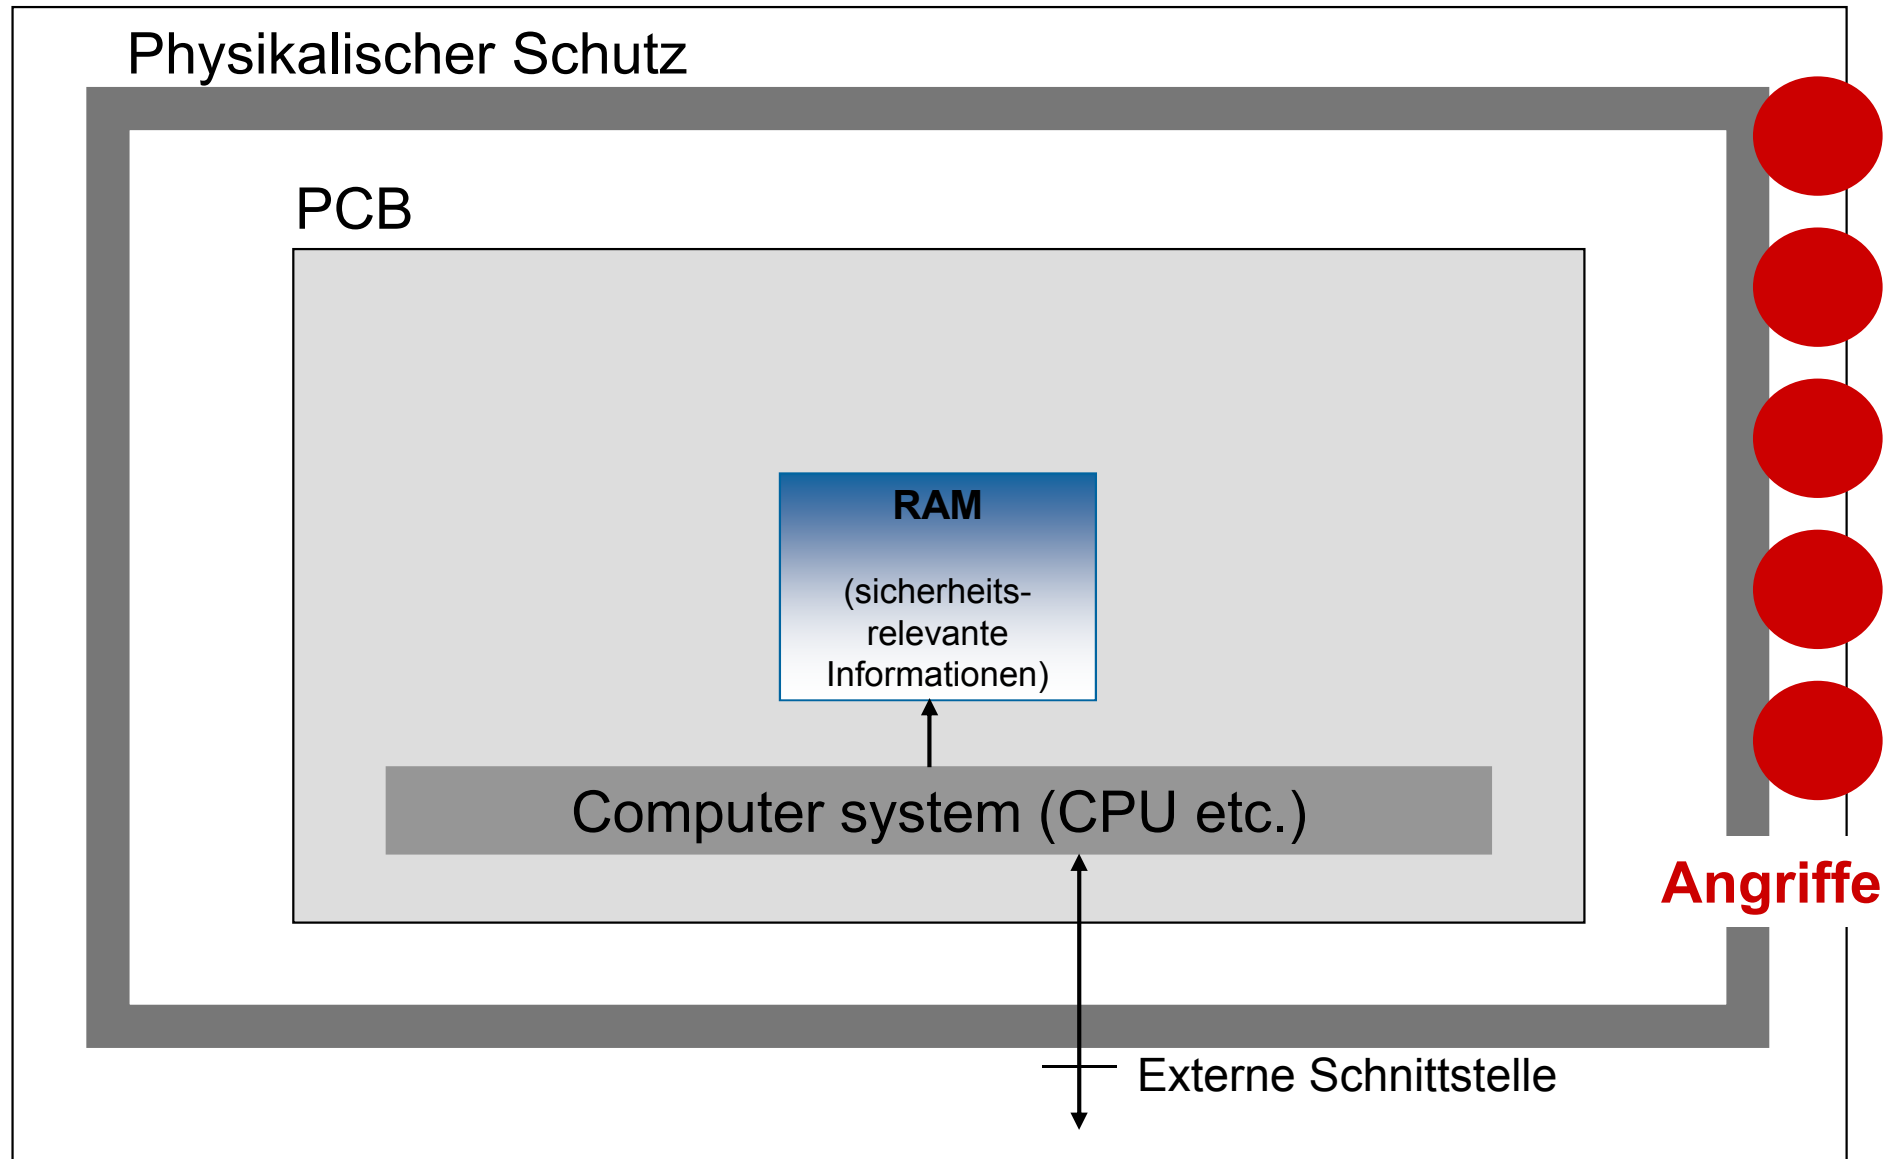 Physikalischer Schutz
PCB
RAM
(sicherheits-
relevante
Informationen)
Computer system (CPU etc.)
Angriffe
Externe Schnittstelle